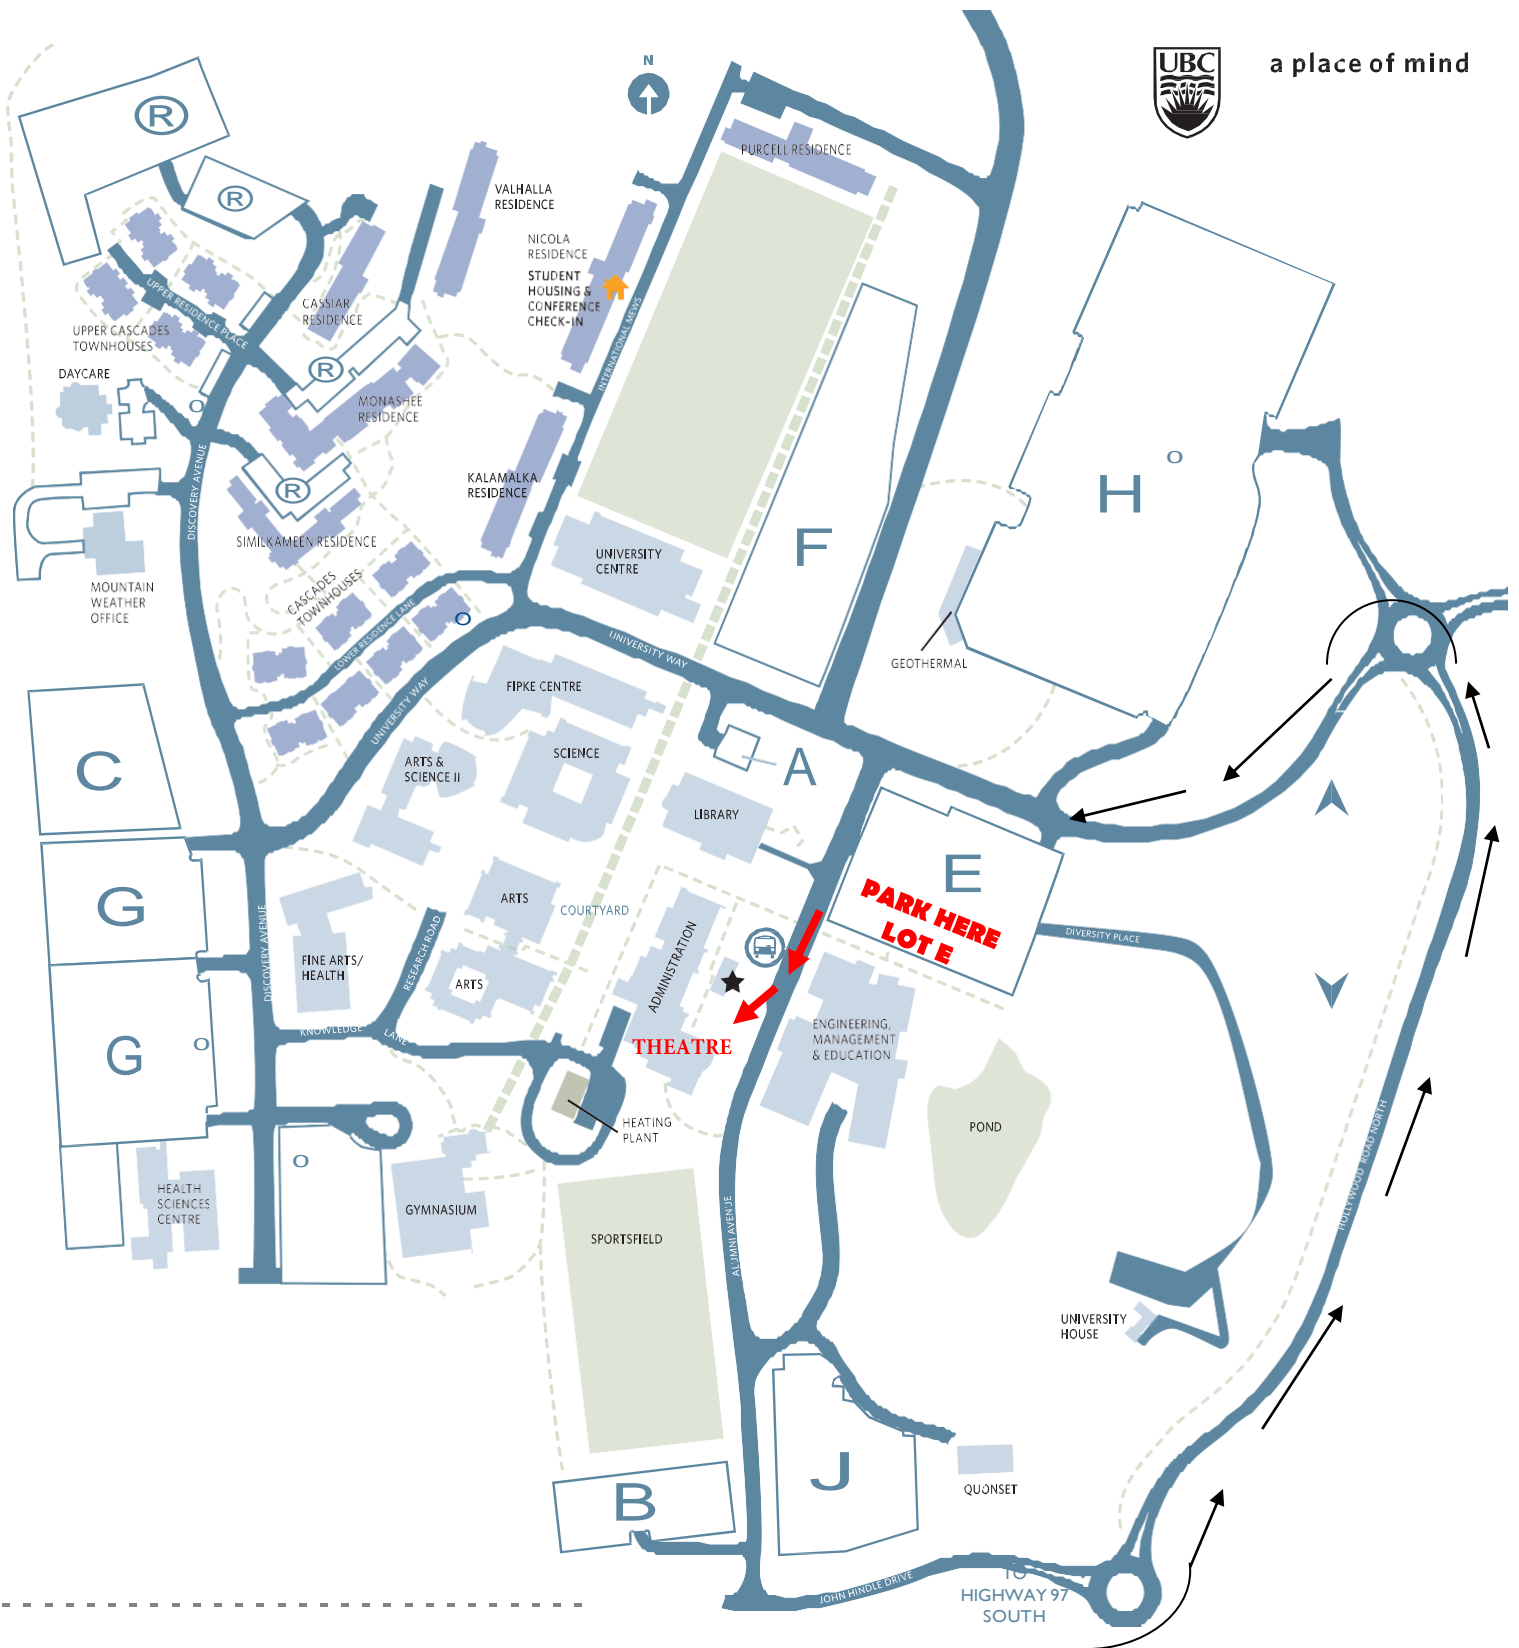 N
UBC
a place of mind
R
PURCELL RESIDENCE
R
VALHALLA
RESIDENCE
NICOLA
RESIDENCE
STUDENT
HOUSING &
CONFERENCE
CHECK-IN
UPPER RESIDENCE PLACE
CASSIAR
RESIDENCE
INTERNATIONAL MEWS
UPPER CASCADES
TOWNHOUSES
R
DAYCARE
O
MONASHEE
RESIDENCE
DISCOVERY AVENUE
KALAMALKA
RESIDENCE
R
O
H
SIMILKAMEEN RESIDENCE
UNIVERSITY
CENTRE
F
MOUNTAIN
WEATHER
OFFICE
CASCADES
TOWNHOUSES
LOWER RESIDENCE LANE
O
UNIVERSITY WAY
GEOTHERMAL
FIPKE CENTRE
UNIVERSITY WAY
SCIENCE
ARTS &
SCIENCE II
C
A
LIBRARY
E
PARK HERE
LOT E
G
ARTS
COURTYARD
ADMINISTRATION
DIVERSITY PLACE
DISCOVERY AVENUE
RESEARCH ROAD
FINE ARTS/
HEALTH
ARTS
KNOWLEDGE
LANE
ENGINEERING,
MANAGEMENT
& EDUCATION
THEATRE
G
O
HEATING
PLANT
POND
HOLLYWOOD ROAD NORTH
O
HEALTH
SCIENCES
CENTRE
GYMNASIUM
ALUMNI AVENUE
SPORTSFIELD
UNIVERSITY
HOUSE
B
J
QUONSET
JOHN HINDLE DRIVE
TO
HIGHWAY 97
SOUTH